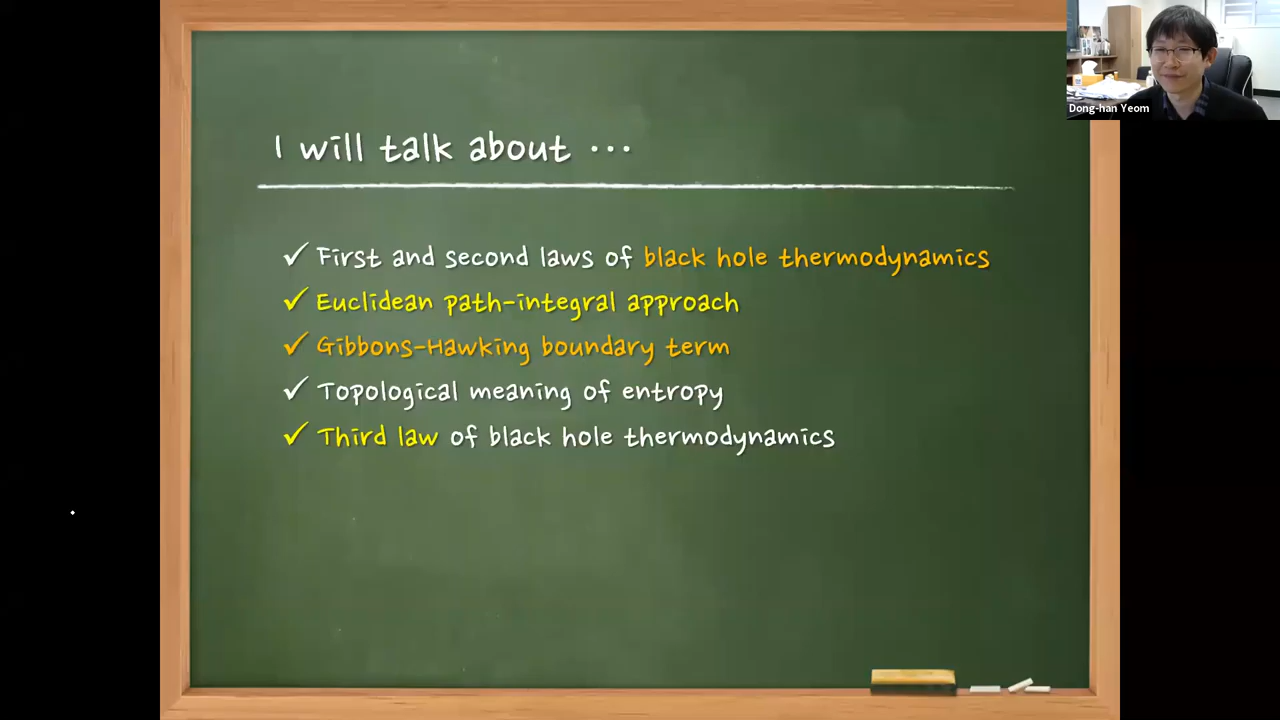 Dong-han Yeom
I will talk about ...
✓ First and second laws of black hole thermodynamics
✓ Euclidean path-integral approach
✓ Gibbons-Hawking boundary term
✓ Topological meaning of entropy
✓ Third law of black hole thermodynamics